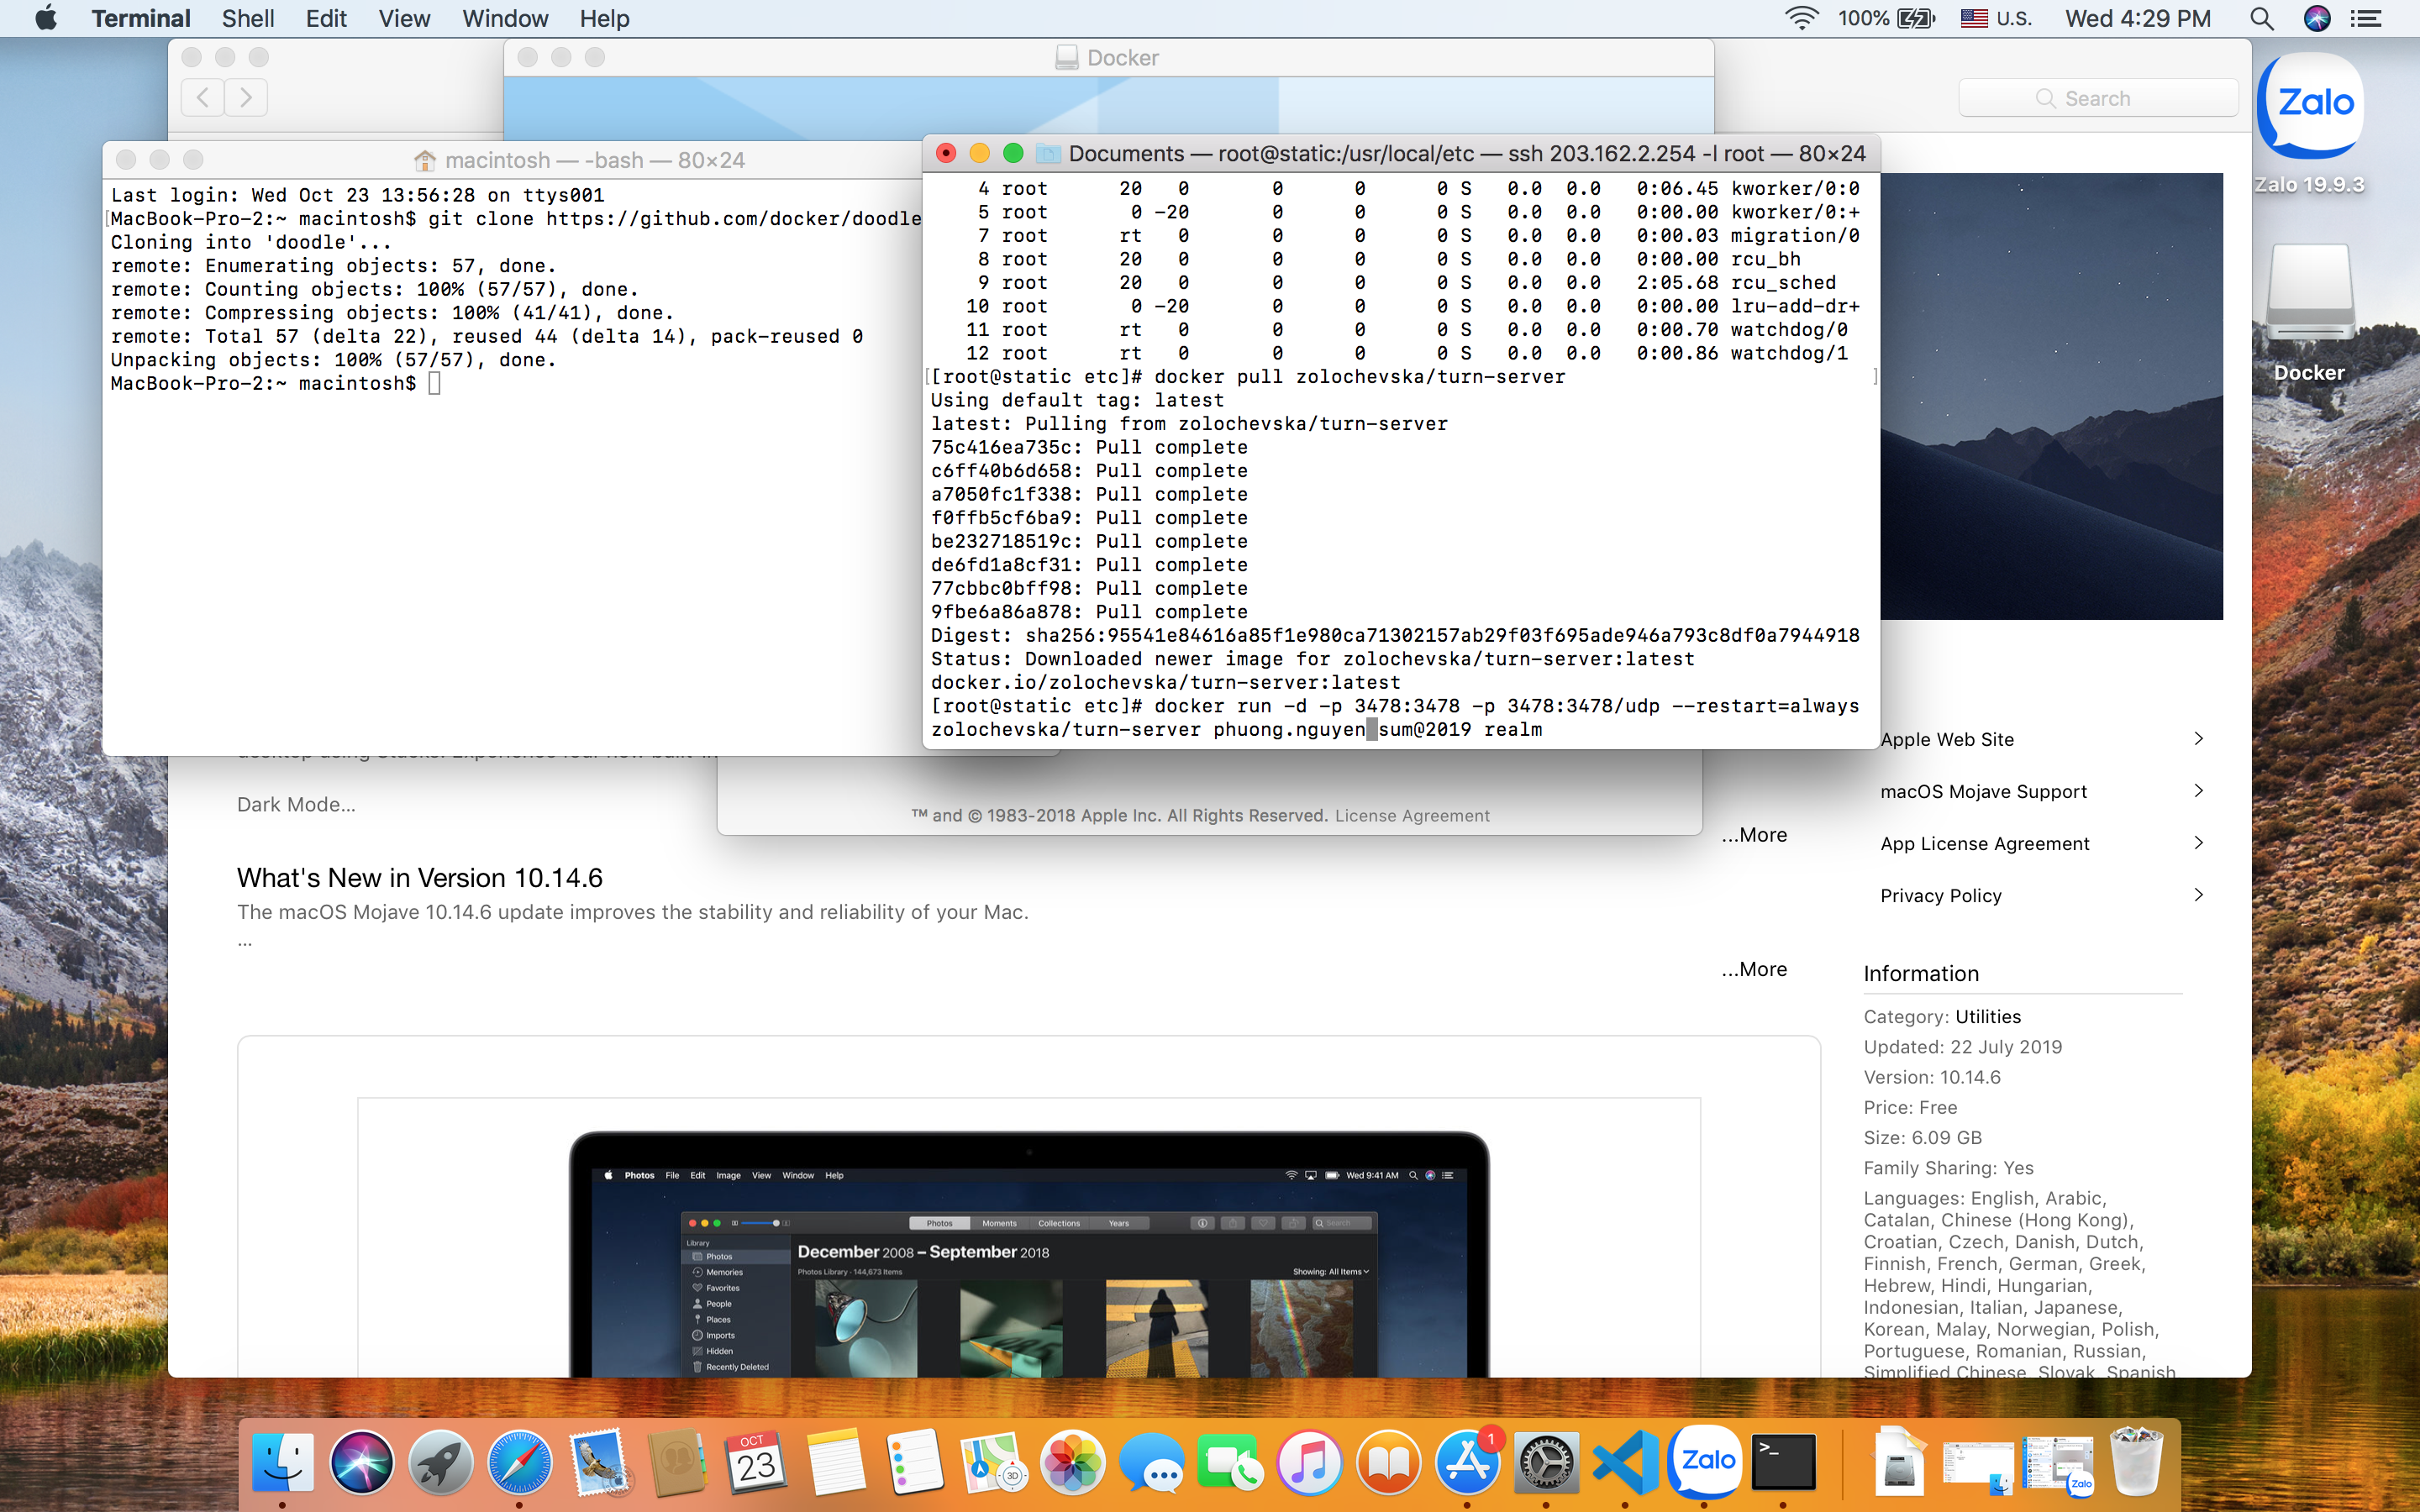 Terminal Shell Edit View Window Help 100% U.S. Wed 4:29 PM
Docker
Search
Zalo
Zalo 19.9.3
Docker
macintosh — -bash — 80×24
Last login: Wed Oct 23 13:56:28 on ttys001
[MacBook-Pro-2:~ macintosh$ git clone https://github.com/docker/doodle
Cloning into 'doodle'...
remote: Enumerating objects: 57, done.
remote: Counting objects: 100% (57/57), done.
remote: Compressing objects: 100% (41/41), done.
remote: Total 57 (delta 22), reused 44 (delta 14), pack-reused 0
Unpacking objects: 100% (57/57), done.
MacBook-Pro-2:~ macintosh$
Documents — root@static:/usr/local/etc — ssh 203.162.2.254 -l root — 80×24
4 root 20 0 0 0 0 S 0.0 0.0 0:06.45 kworker/0:0
5 root 0 -20 0 0 0 S 0.0 0.0 0:00.00 kworker/0:+
7 root rt 0 0 0 0 S 0.0 0.0 0:00.03 migration/0
8 root 20 0 0 0 0 S 0.0 0.0 0:00.00 rcu_bh
9 root 20 0 0 0 0 S 0.0 0.0 2:05.68 rcu_sched
10 root 0 -20 0 0 0 S 0.0 0.0 0:00.00 lru-add-dr+
11 root rt 0 0 0 0 S 0.0 0.0 0:00.70 watchdog/0
12 root rt 0 0 0 0 S 0.0 0.0 0:00.86 watchdog/1
[[root@static etc]# docker pull zolochevska/turn-server ]
Using default tag: latest
latest: Pulling from zolochevska/turn-server
75c416ea735c: Pull complete
c6ff40b6d658: Pull complete
a7050fc1f338: Pull complete
f0ffb5cf6ba9: Pull complete
be232718519c: Pull complete
de6fd1a8cf31: Pull complete
77cbbc0bff98: Pull complete
9fbe6a86a878: Pull complete
Digest: sha256:95541e84616a85f1e980ca71302157ab29f03f695ade946a793c8df0a7944918
Status: Downloaded newer image for zolochevska/turn-server:latest
docker.io/zolochevska/turn-server:latest
[root@static etc]# docker run -d -p 3478:3478 -p 3478:3478/udp --restart=always
zolochevska/turn-server phuong.nguyen sum@2019 realm
Dark Mode...
™ and © 1983-2018 Apple Inc. All Rights Reserved. License Agreement
...More
What's New in Version 10.14.6
The macOS Mojave 10.14.6 update improves the stability and reliability of your Mac.
...
...More
Apple Web Site
macOS Mojave Support
App License Agreement
Privacy Policy
Information
Category: Utilities
Updated: 22 July 2019
Version: 10.14.6
Price: Free
Size: 6.09 GB
Family Sharing: Yes
Languages: English, Arabic,
Catalan, Chinese (Hong Kong),
Croatian, Czech, Danish, Dutch,
Finnish, French, German, Greek,
Hebrew, Hindi, Hungarian,
Indonesian, Italian, Japanese,
Korean, Malay, Norwegian, Polish,
Portuguese, Romanian, Russian,
Simplified Chinese, Slovak, Spanish
Photos File Edit Image View Window Help Wed 9:41 AM
Photos Moments Collections Years Search
Library
Photos
Memories
Favorites
People
Places
Imports
Hidden
Recently Deleted
December 2008 – September 2018
Photos Library · 144,673 Items
Showing: All Items
OCT
23
3D
1
Zalo
>_
Zalo